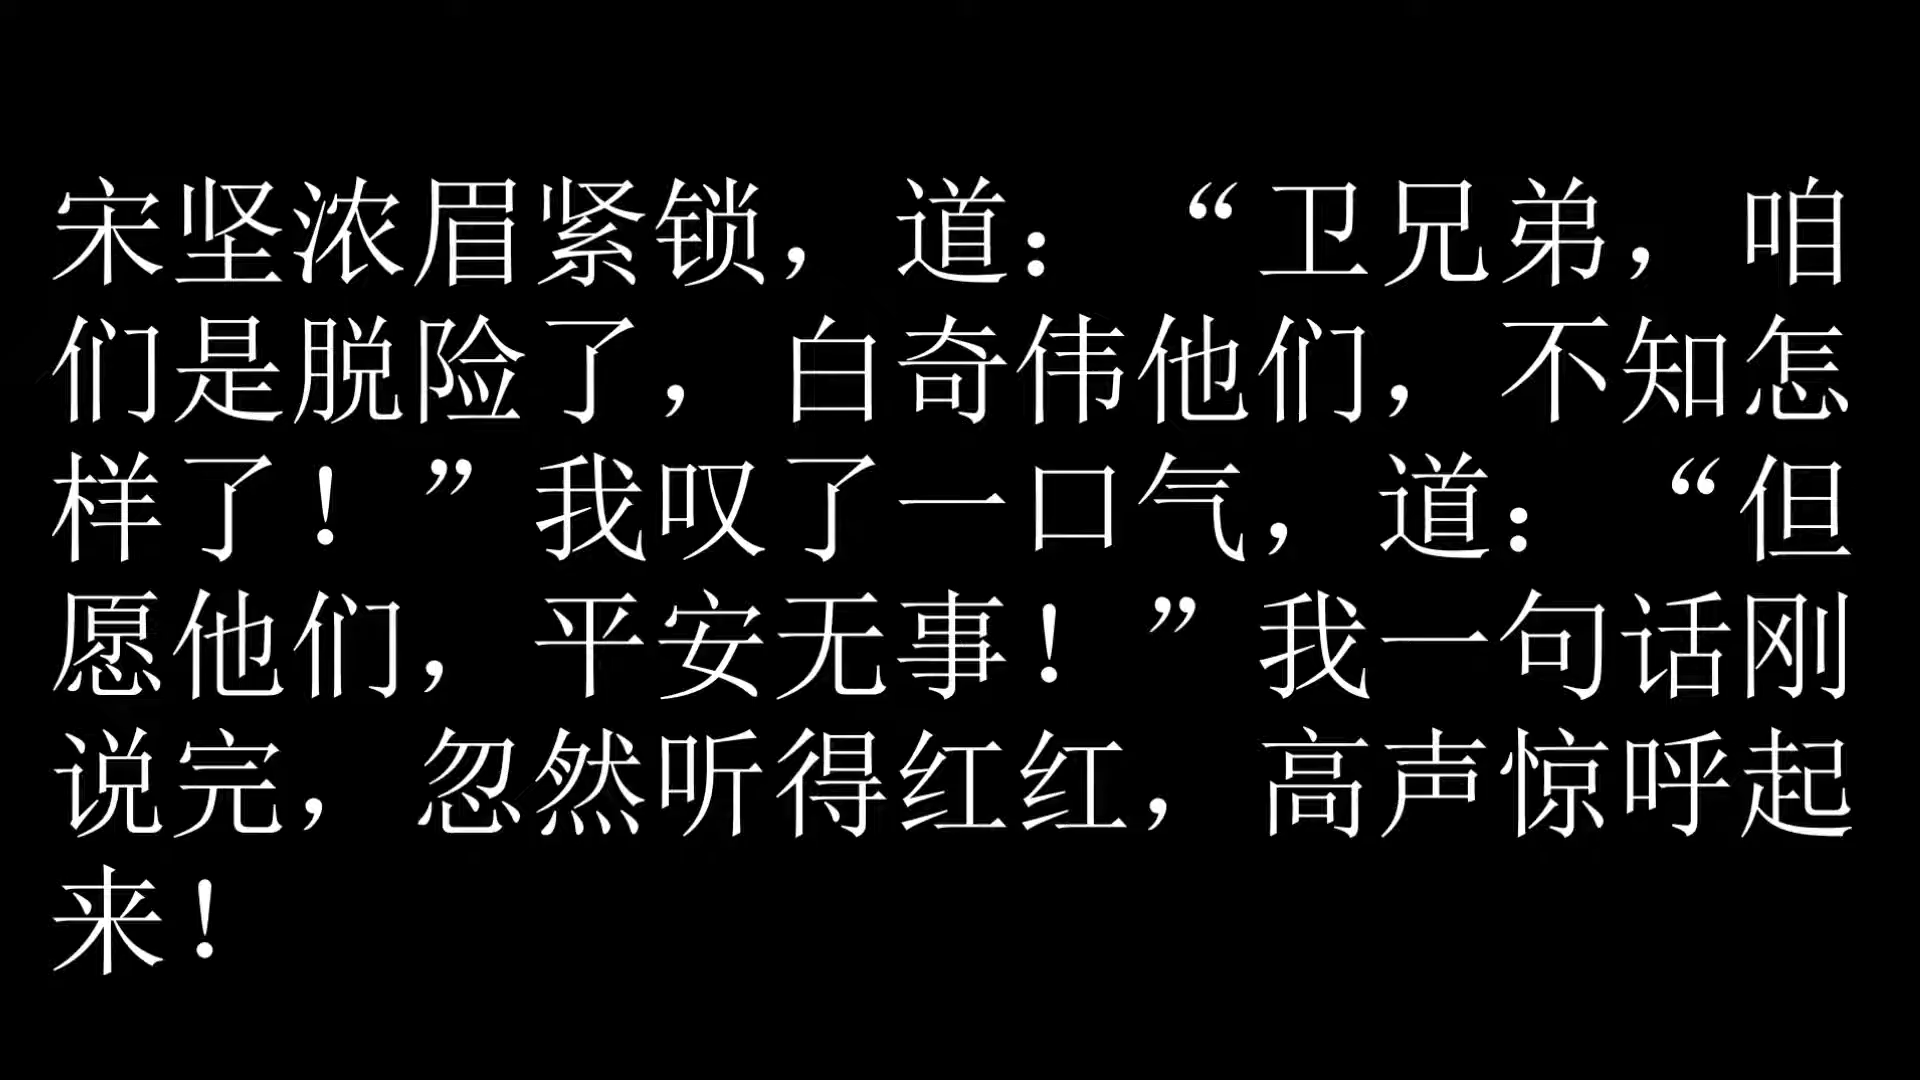 宋坚浓眉紧锁，道：“卫兄弟，咱
们是脱险了，白奇伟他们，不知怎
样了！”我叹了一口气，道：“但
愿他们，平安无事！”我一句话刚
说完，忽然听得红红，高声惊呼起
来！